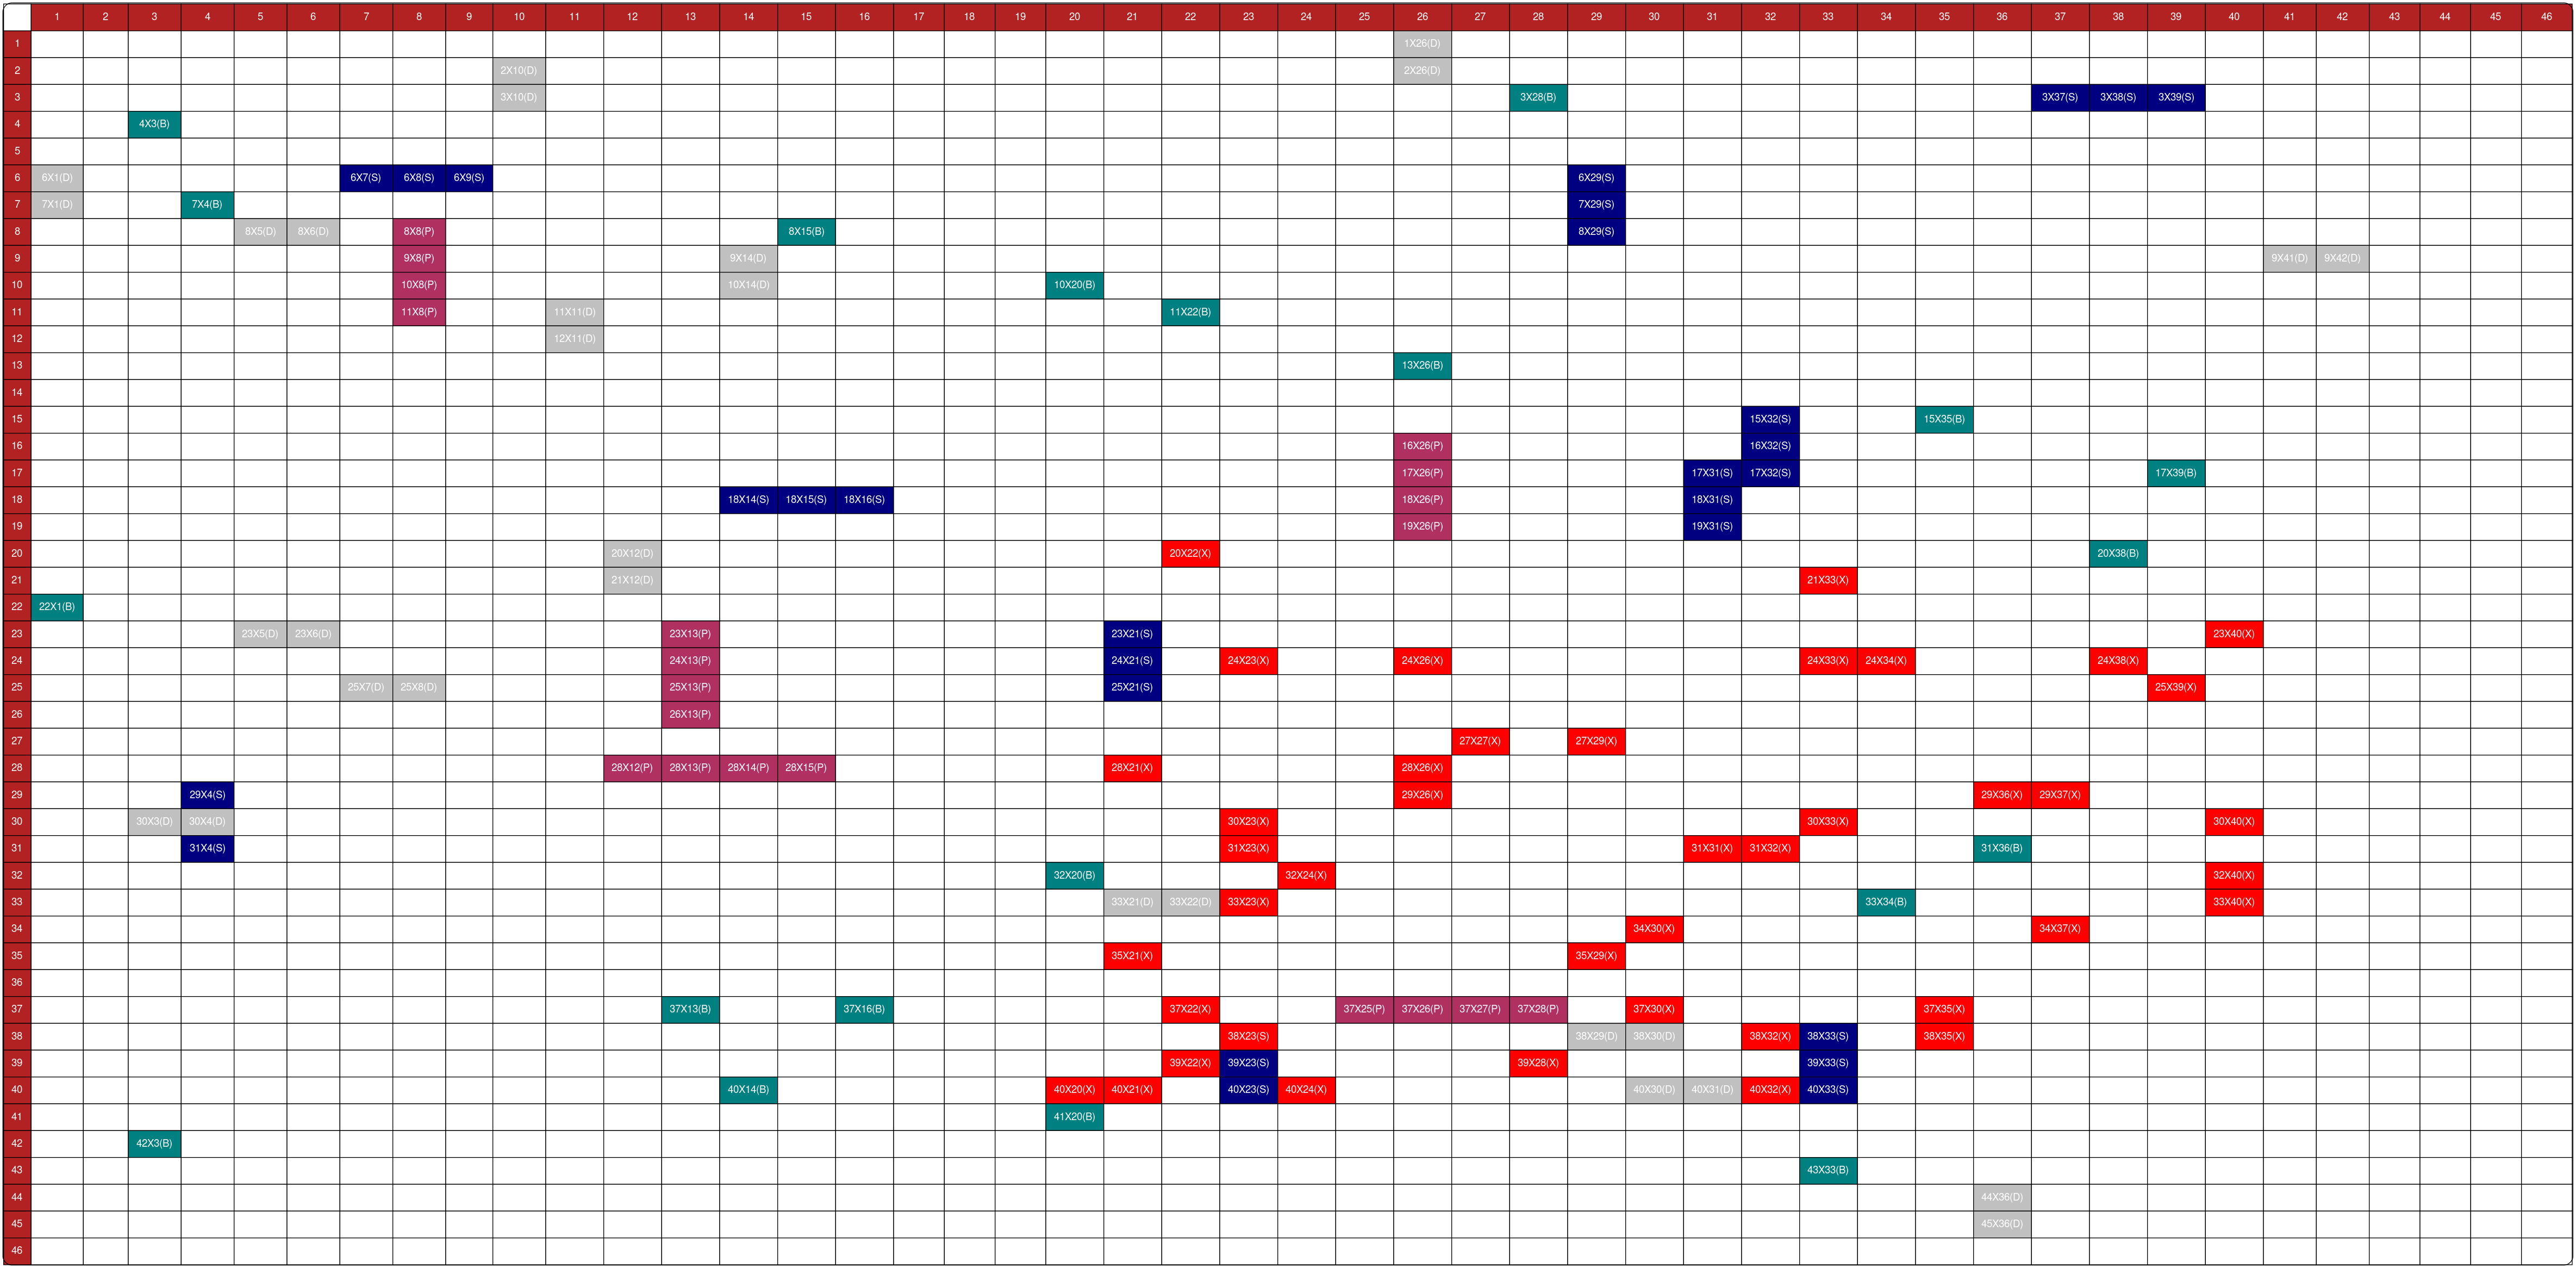 1 2 3 4 5 6 7 8 9 10 11 12 13 14 15 16 17 18 19 20 21 22 23 24 25 26 27 28 29 30 31 32 33 34 35 36 37 38 39 40 41 42 43 44 45 46
1 1X26(D)
2 2X10(D) 2X26(D)
3 3X10(D) 3X28(B) 3X37(S) 3X38(S) 3X39(S)
4 4X3(B)
5
6 6X1(D) 6X7(S) 6X8(S) 6X9(S) 6X29(S)
7 7X1(D) 7X4(B) 7X29(S)
8 8X5(D) 8X6(D) 8X8(P) 8X15(B) 8X29(S)
9 9X8(P) 9X14(D) 9X41(D) 9X42(D)
10 10X8(P) 10X14(D) 10X20(B)
11 11X8(P) 11X11(D) 11X22(B)
12 12X11(D)
13 13X26(B)
14
15 15X32(S) 15X35(B)
16 16X26(P) 16X32(S)
17 17X26(P) 17X31(S) 17X32(S) 17X39(B)
18 18X14(S) 18X15(S) 18X16(S) 18X26(P) 18X31(S)
19 19X26(P) 19X31(S)
20 20X12(D) 20X22(X) 20X38(B)
21 21X12(D) 21X33(X)
22 22X1(B)
23 23X5(D) 23X6(D) 23X13(P) 23X21(S) 23X40(X)
24 24X13(P) 24X21(S) 24X23(X) 24X26(X) 24X33(X) 24X34(X) 24X38(X)
25 25X7(D) 25X8(D) 25X13(P) 25X21(S) 25X39(X)
26 26X13(P)
27 27X27(X) 27X29(X)
28 28X12(P) 28X13(P) 28X14(P) 28X15(P) 28X21(X) 28X26(X)
29 29X4(S) 29X26(X) 29X36(X) 29X37(X)
30 30X3(D) 30X4(D) 30X23(X) 30X33(X) 30X40(X)
31 31X4(S) 31X23(X) 31X31(X) 31X32(X) 31X36(B)
32 32X20(B) 32X24(X) 32X40(X)
33 33X21(D) 33X22(D) 33X23(X) 33X34(B) 33X40(X)
34 34X30(X) 34X37(X)
35 35X21(X) 35X29(X)
36
37 37X13(B) 37X16(B) 37X22(X) 37X25(P) 37X26(P) 37X27(P) 37X28(P) 37X30(X) 37X35(X)
38 38X23(S) 38X29(D) 38X30(D) 38X32(X) 38X33(S) 38X35(X)
39 39X22(X) 39X23(S) 39X28(X) 39X33(S)
40 40X14(B) 40X20(X) 40X21(X) 40X23(S) 40X24(X) 40X30(D) 40X31(D) 40X32(X) 40X33(S)
41 41X20(B)
42 42X3(B)
43 43X33(B)
44 44X36(D)
45 45X36(D)
46